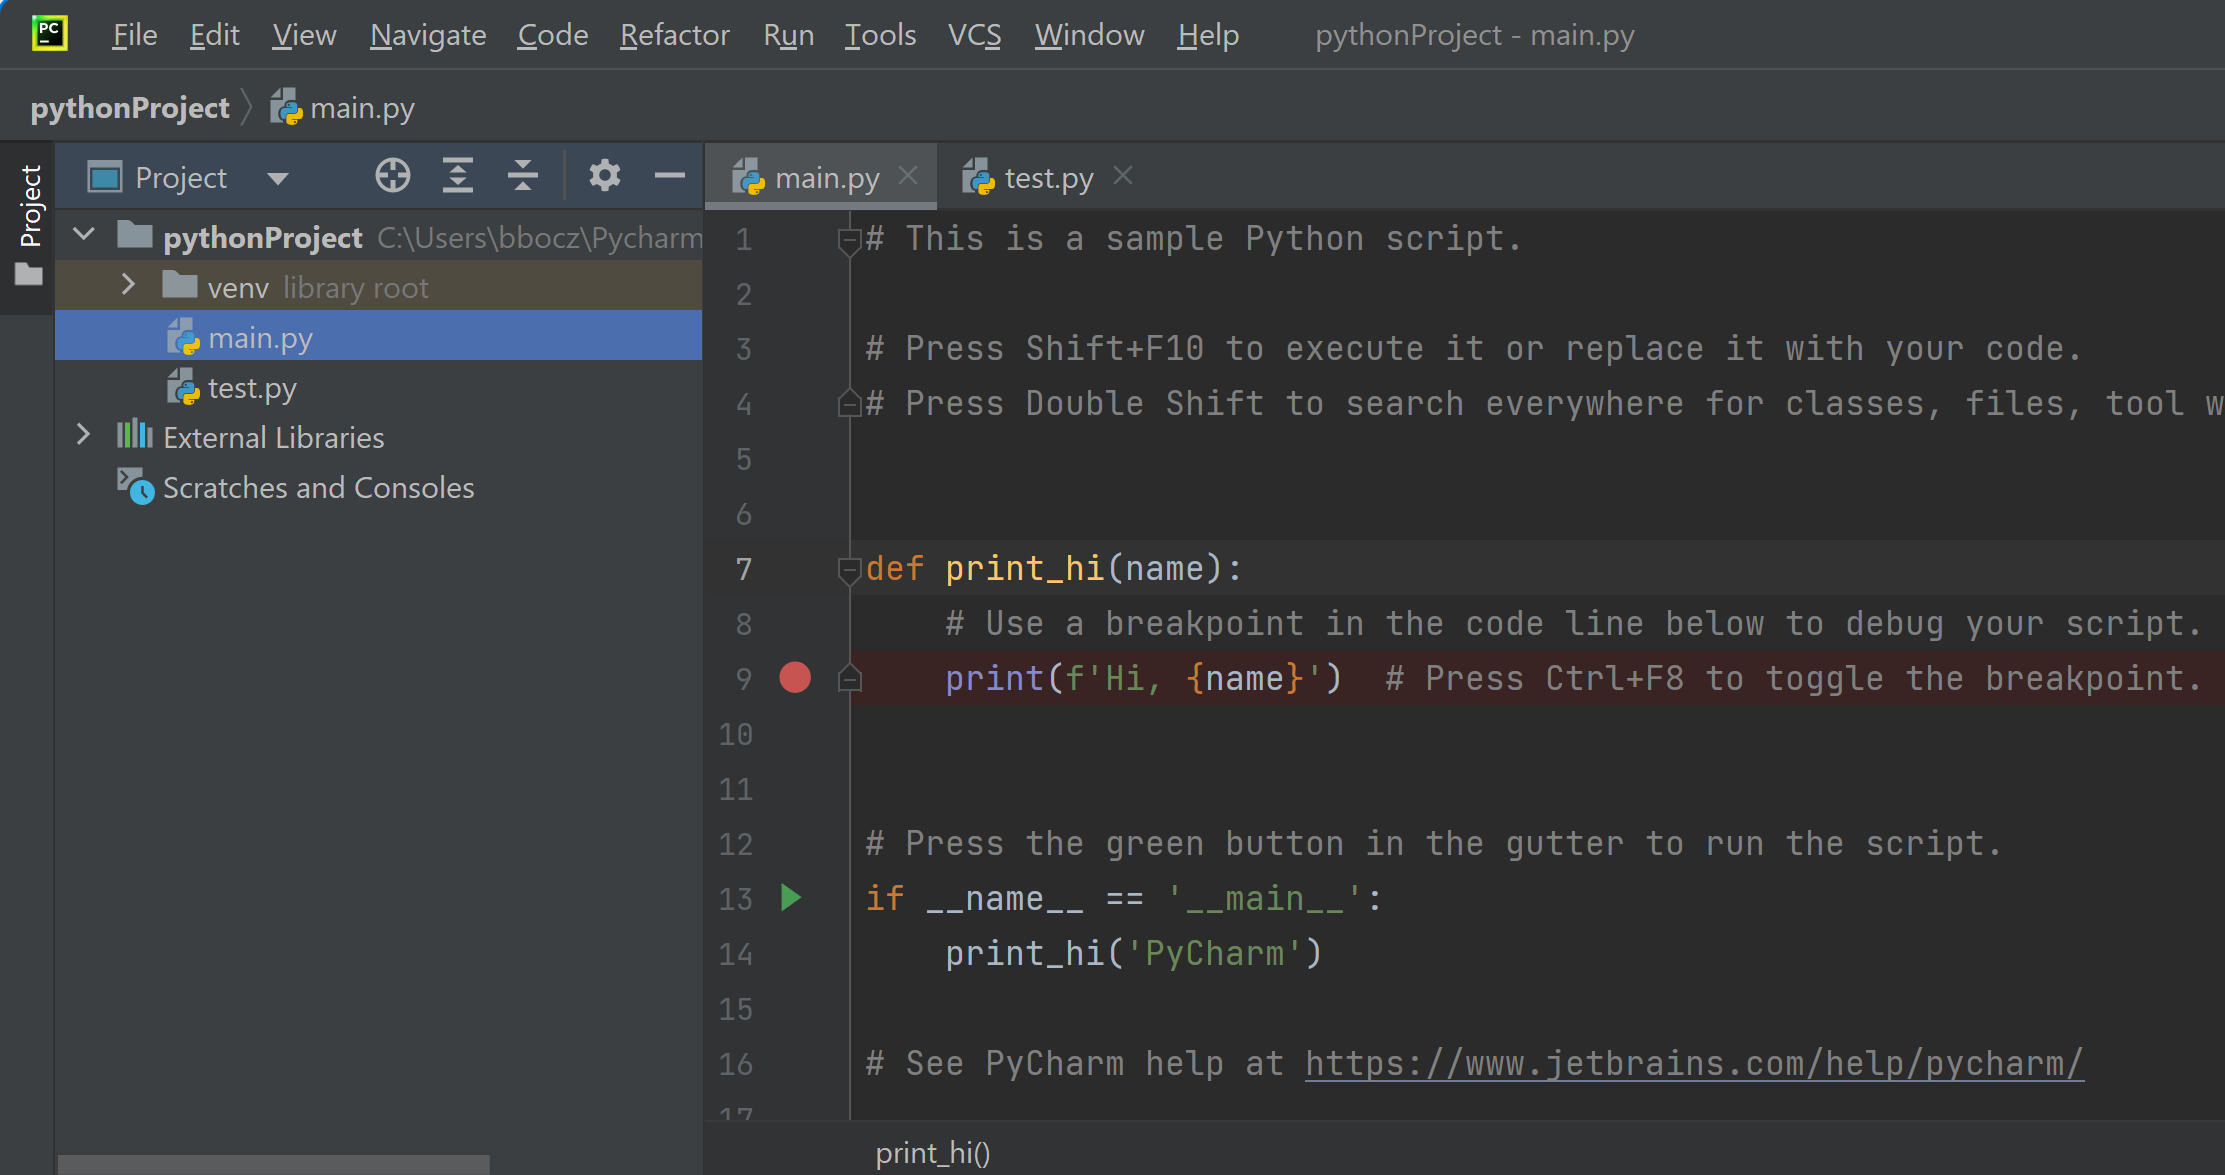 PC
File Edit View Navigate Code Refactor Run Tools VCS Window Help pythonProject - main.py
pythonProject main.py
Project
Project
main.py
test.py
pythonProject C:\Users\bbocz\Pycharm
venv library root
main.py
test.py
External Libraries
Scratches and Consoles
1 # This is a sample Python script.
2
3 # Press Shift+F10 to execute it or replace it with your code.
4 # Press Double Shift to search everywhere for classes, files, tool w
5
6
7 def print_hi(name):
8     # Use a breakpoint in the code line below to debug your script.
9     print(f'Hi, {name}')  # Press Ctrl+F8 to toggle the breakpoint.
10
11
12 # Press the green button in the gutter to run the script.
13 if __name__ == '__main__':
14     print_hi('PyCharm')
15
16 # See PyCharm help at https://www.jetbrains.com/help/pycharm/
17
print_hi()